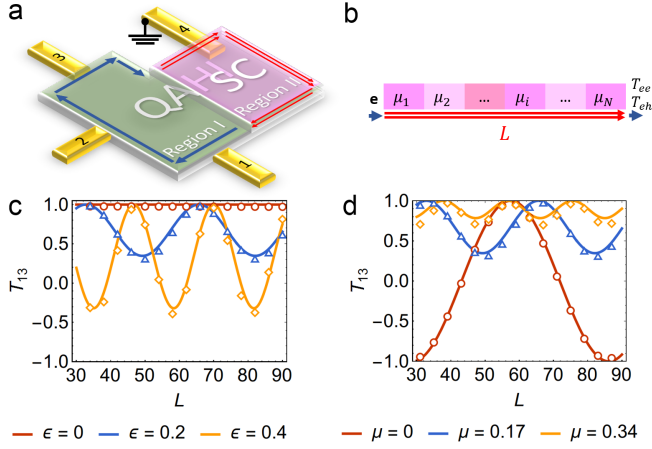 a
b
4
3
QAHI
SC
Region I
Region II
2
1
μ1 μ2 ... μi ... μN
e
Tee
Teh
L
c
d
T13
1.0
0.5
0.0
−0.5
−1.0
30 40 50 60 70 80 90
L
ϵ = 0 ϵ = 0.2 ϵ = 0.4
T13
1.0
0.5
0.0
−0.5
−1.0
30 40 50 60 70 80 90
L
μ = 0 μ = 0.17 μ = 0.34